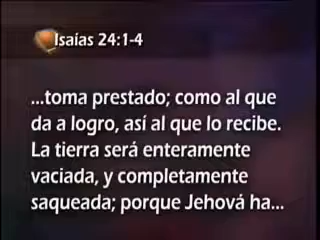 Isaías 24:1-4
...toma prestado; como al que
da a logro, así al que lo recibe.
La tierra será enteramente
vaciada, y completamente
saqueada; porque Jehová ha...